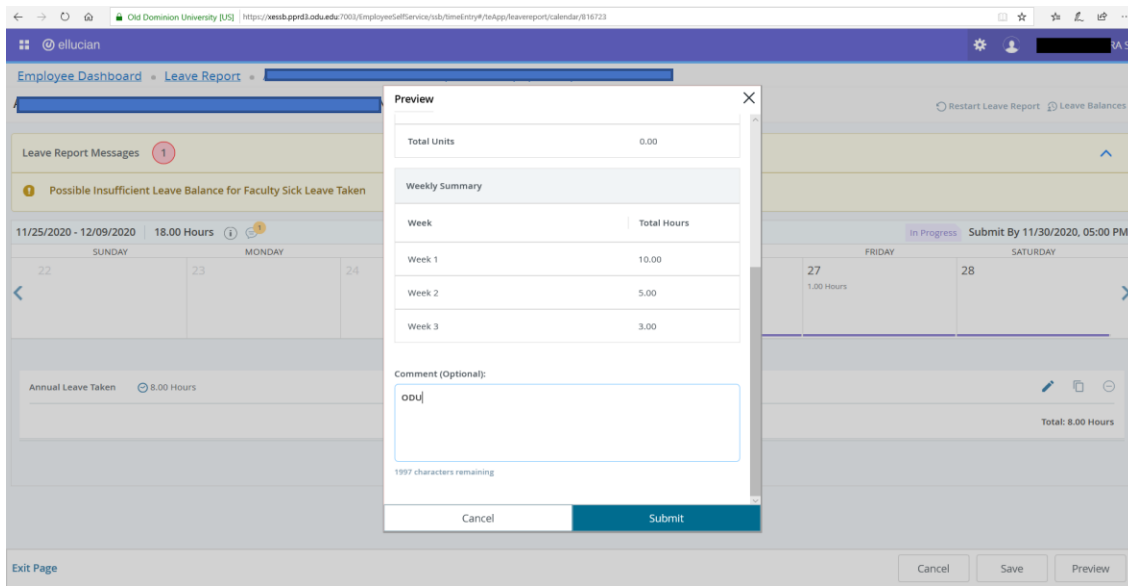 Old Dominion University [US] https://xessb.pprd3.odu.edu:7003/EmployeeSelfService/ssb/timeEntry#/teApp/leavereport/calendar/816723
ellucian
RA S
Employee Dashboard Leave Report
Restart Leave Report Leave Balances
Leave Report Messages 1
Possible Insufficient Leave Balance for Faculty Sick Leave Taken
11/25/2020 - 12/09/2020 18.00 Hours 1
In Progress Submit By 11/30/2020, 05:00 PM
SUNDAY MONDAY FRIDAY SATURDAY
22 23 24 27 28
1.00 Hours
Annual Leave Taken 8.00 Hours
Total: 8.00 Hours
Preview
Total Units 0.00
Weekly Summary
Week Total Hours
Week 1 10.00
Week 2 5.00
Week 3 3.00
Comment (Optional):
ODU
1997 characters remaining
Cancel Submit
Exit Page Cancel Save Preview